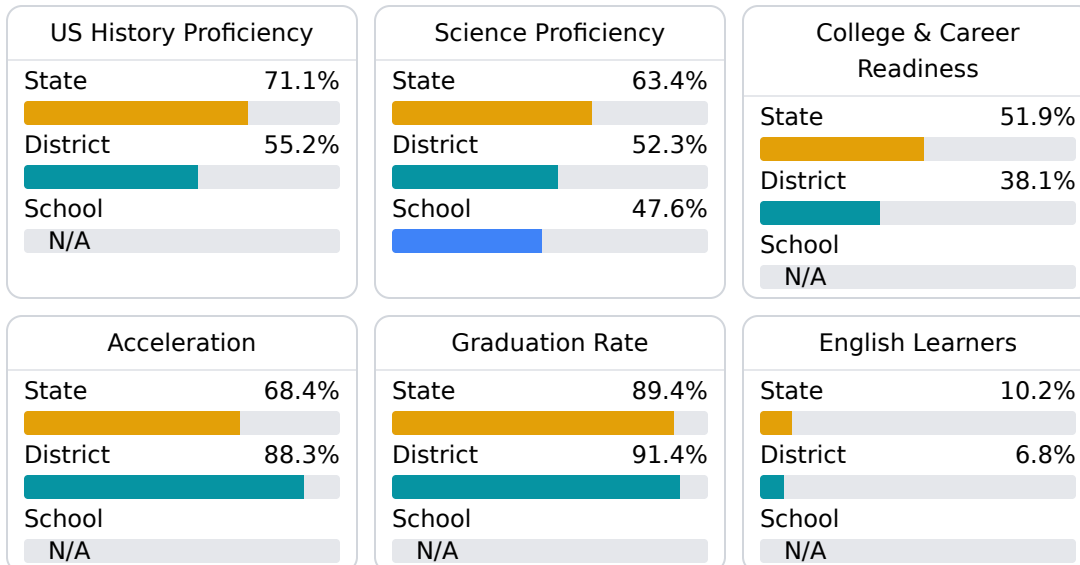 US History Proficiency
State 71.1%
District 55.2%
School
N/A
Science Proficiency
State 63.4%
District 52.3%
School 47.6%
College & Career
Readiness
State 51.9%
District 38.1%
School
N/A
Acceleration
State 68.4%
District 88.3%
School
N/A
Graduation Rate
State 89.4%
District 91.4%
School
N/A
English Learners
State 10.2%
District 6.8%
School
N/A